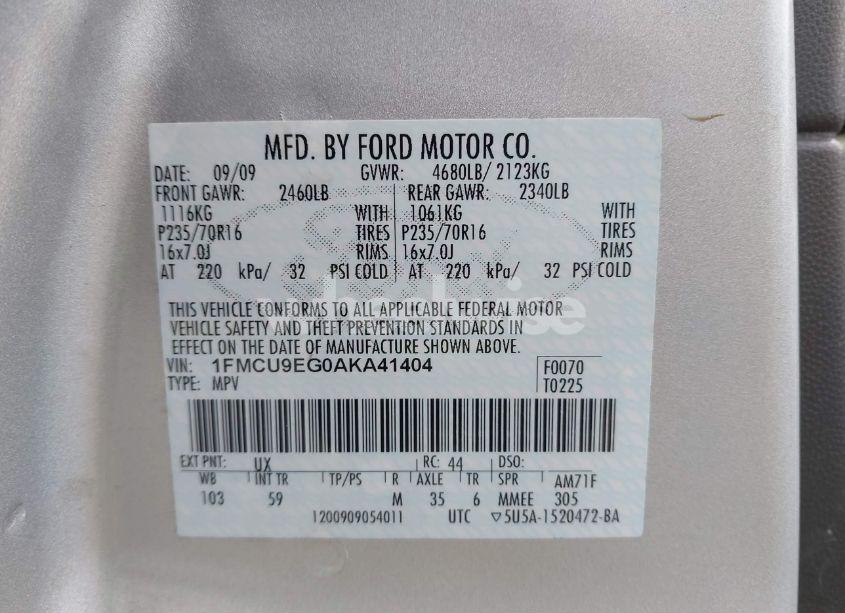 MFD. BY FORD MOTOR CO.
DATE: 09/09 GVWR: 4680LB/ 2123KG
FRONT GAWR: 2460LB REAR GAWR: 2340LB
1116KG WITH 1061KG WITH
P235/70R16 TIRES P235/70R16 TIRES
16x7.0J RIMS 16x7.0J RIMS
AT 220 kPa/ 32 PSI COLD AT 220 kPa/ 32 PSI COLD
THIS VEHICLE CONFORMS TO ALL APPLICABLE FEDERAL MOTOR
VEHICLE SAFETY AND THEFT PREVENTION STANDARDS IN
EFFECT ON THE DATE OF MANUFACTURE SHOWN ABOVE.
VIN: 1FMCU9EG0AKA41404 F0070
TYPE: MPV T0225
EXT PNT: UX RC: 44 DSO:
WB INT TR TP/PS R AXLE TR SPR AM71F
103 59 M 35 6 MMEE 305
1200909054011 UTC ▽5U5A-1520472-BA